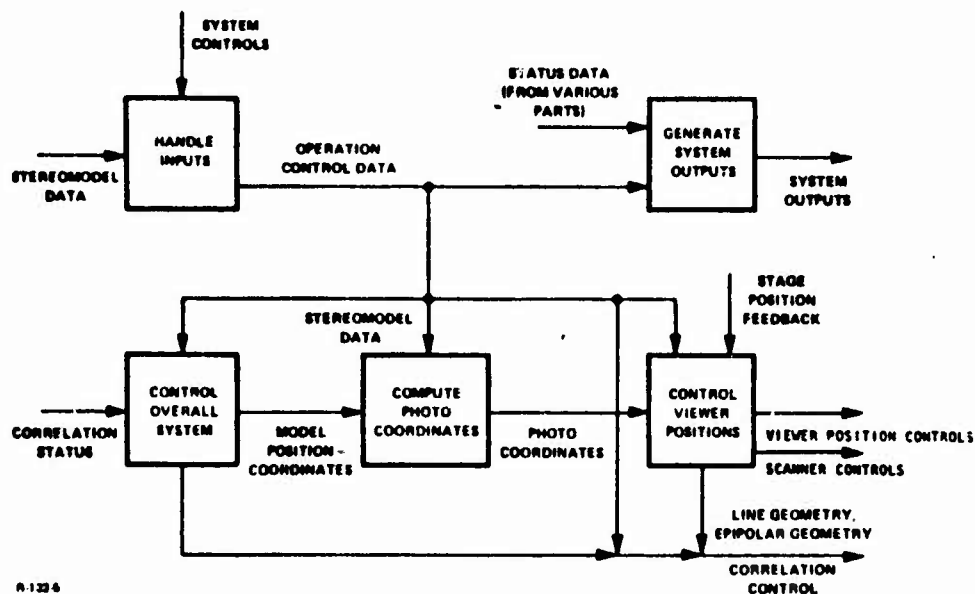 SYSTEM
CONTROLS
STATUS DATA
(FROM VARIOUS
PARTS)
HANDLE
INPUTS
OPERATION
CONTROL DATA
GENERATE
SYSTEM
OUTPUTS
STEREOMODEL
DATA
SYSTEM
OUTPUTS
STAGE
POSITION
FEEDBACK
STEREOMODEL
DATA
CONTROL
OVERALL
SYSTEM
COMPUTE
PHOTO
COORDINATES
CONTROL
VIEWER
POSITIONS
CORRELATION
STATUS
MODEL
POSITION
COORDINATES
PHOTO
COORDINATES
VIEWER POSITION CONTROLS
SCANNER CONTROLS
LINE GEOMETRY,
EPIPOLAR GEOMETRY
CORRELATION
CONTROL